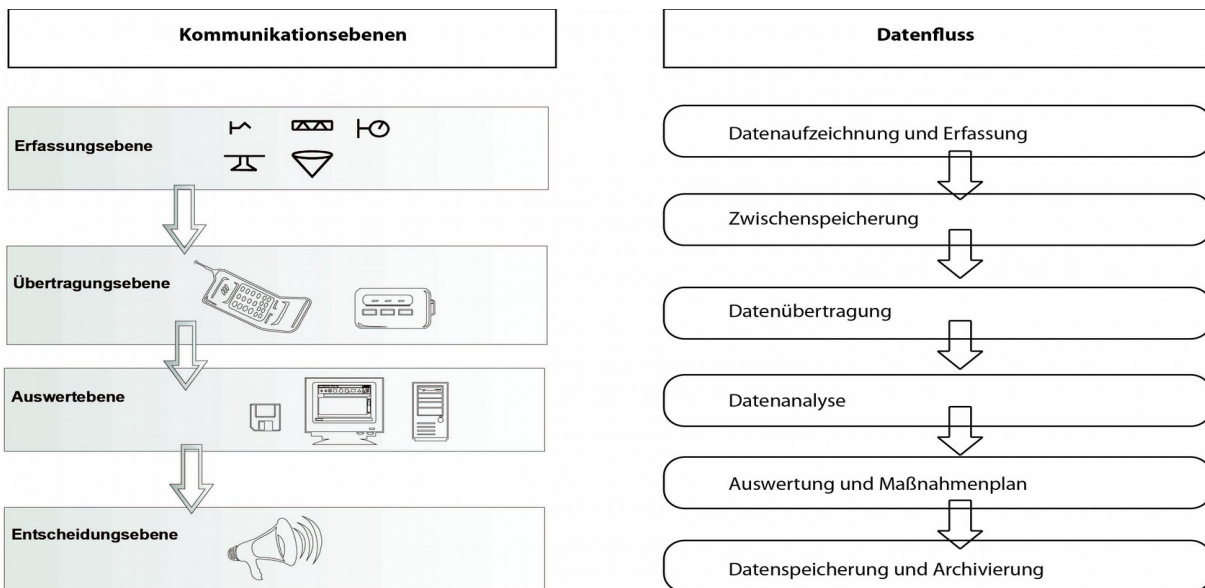 Kommunikationsebenen
Erfassungsebene
Übertragungsebene
Auswertebene
Entscheidungsebene
Datenfluss
Datenaufzeichnung und Erfassung
Zwischenspeicherung
Datenübertragung
Datenanalyse
Auswertung und Maßnahmenplan
Datenspeicherung und Archivierung